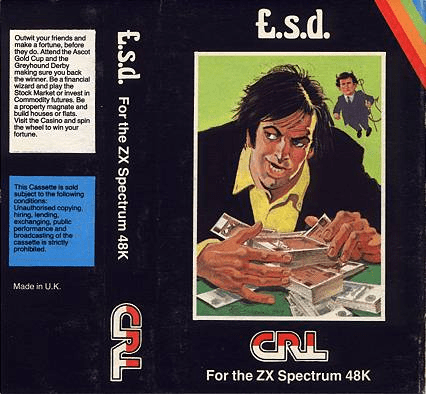 Outwit your friends and
make a fortune, before
they do. Attend the Ascot
Gold Cup and the
Greyhound Derby
making sure you back
the winner. Be a financial
wizard and play the
Stock Market or invest in
Commodity futures. Be
a property magnate and
build houses or flats.
Visit the Casino and spin
the wheel to win your
fortune.
This Cassette is sold
subject to the following
conditions:
Unauthorised copying,
hiring, lending,
exchanging, public
performance and
broadcasting of the
cassette is strictly
prohibited.
Made in U.K.
£.s.d.
For the ZX Spectrum 48K
CRL
£.s.d.
CRL
For the ZX Spectrum 48K